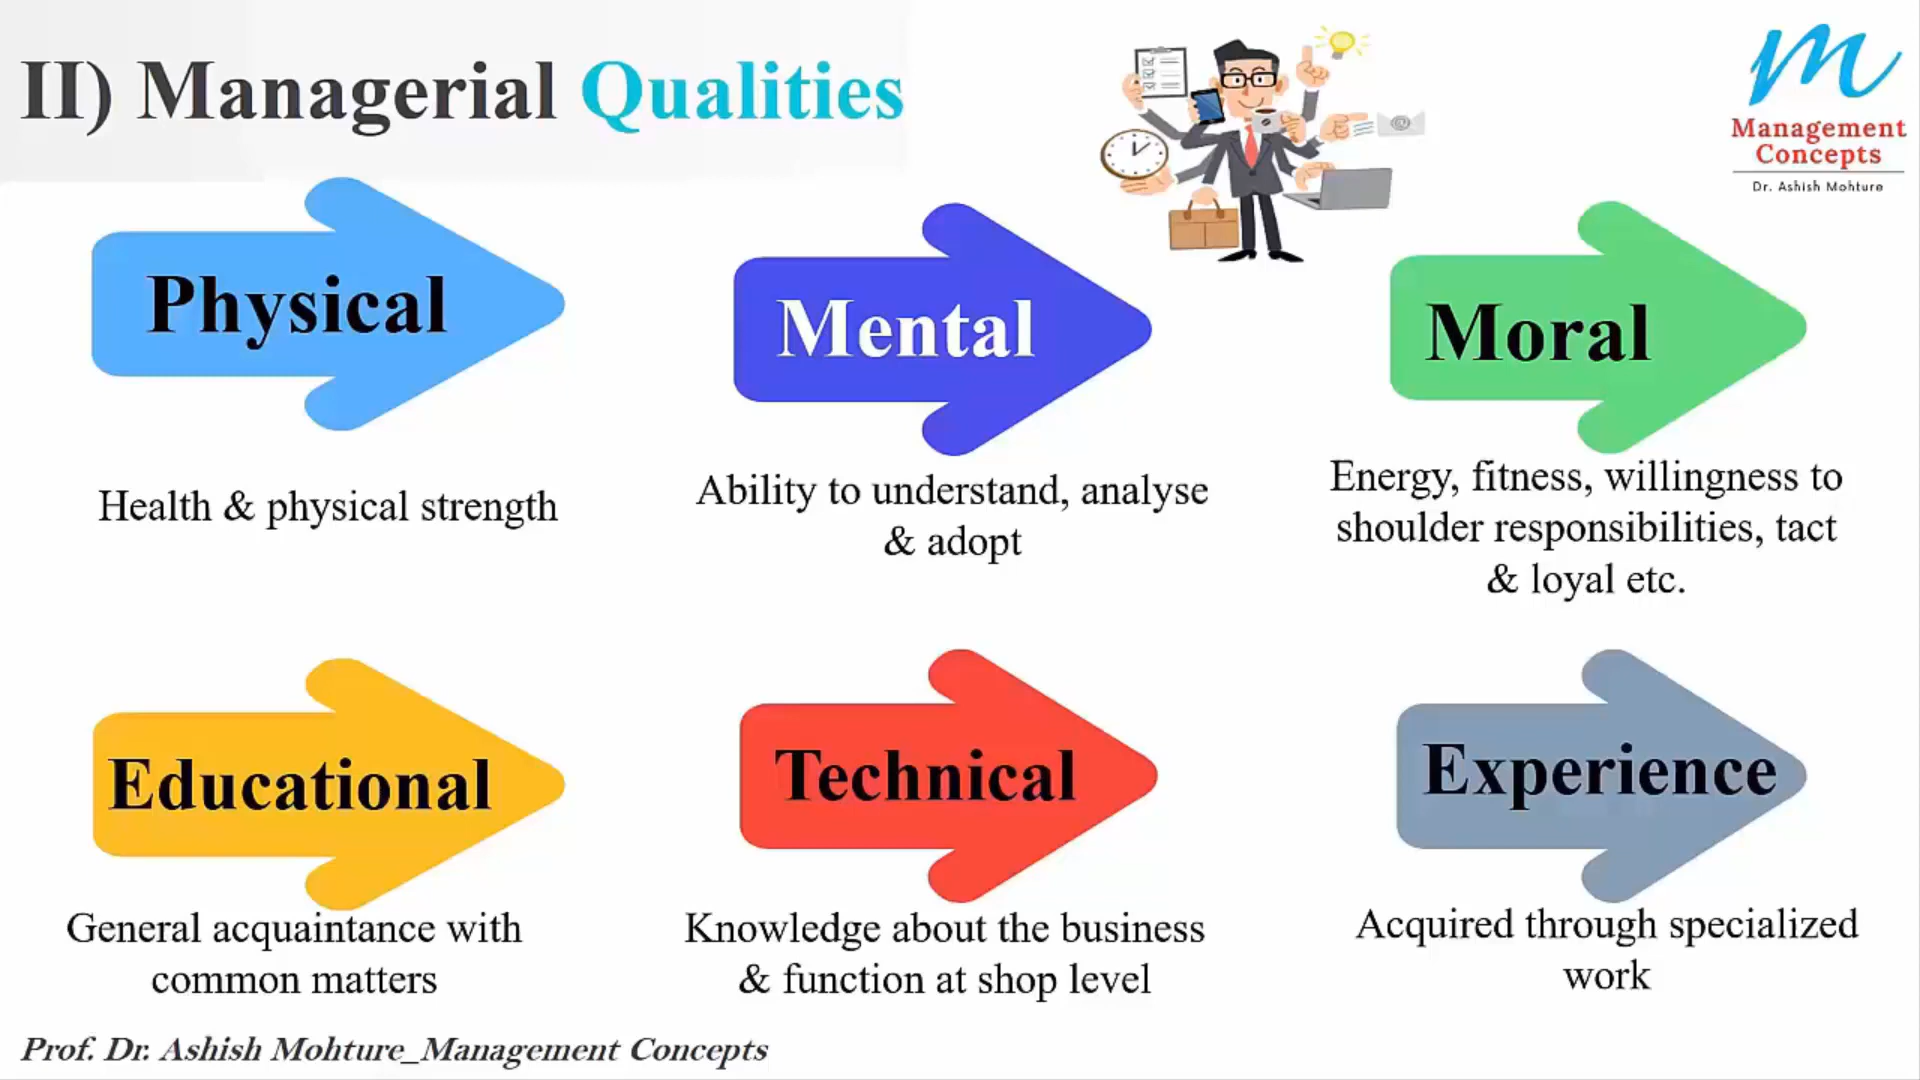 II) Managerial Qualities
Management
Concepts
Dr. Ashish Mohture
Physical
Mental
Moral
Health & physical strength
Ability to understand, analyse
& adopt
Energy, fitness, willingness to
shoulder responsibilities, tact
& loyal etc.
Educational
Technical
Experience
General acquaintance with
common matters
Knowledge about the business
& function at shop level
Acquired through specialized
work
Prof. Dr. Ashish Mohture_Management Concepts